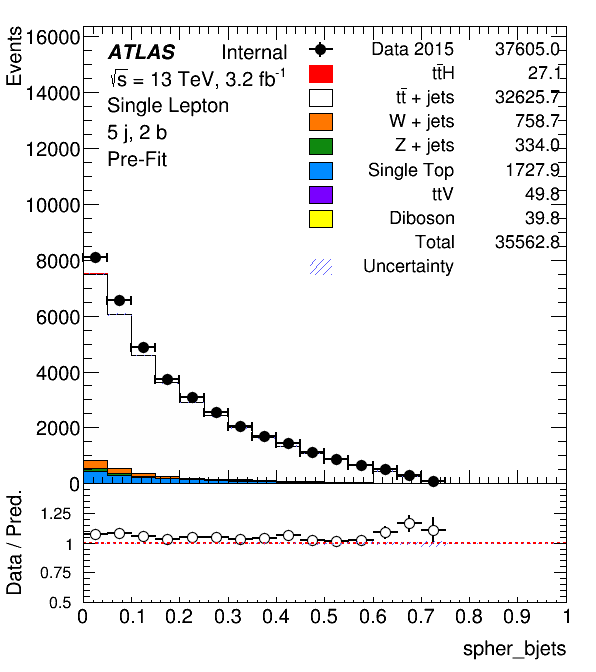 Events
16000
14000
12000
10000
8000
6000
4000
2000
0
ATLAS Internal
√s = 13 TeV, 3.2 fb⁻¹
Single Lepton
5 j, 2 b
Pre-Fit
Data 2015 37605.0
tt̄H 27.1
tt̄ + jets 32625.7
W + jets 758.7
Z + jets 334.0
Single Top 1727.9
ttV 49.8
Diboson 39.8
Total 35562.8
Uncertainty
Data / Pred.
1.25
1
0.75
0.5
0 0.1 0.2 0.3 0.4 0.5 0.6 0.7 0.8 0.9 1
spher_bjets